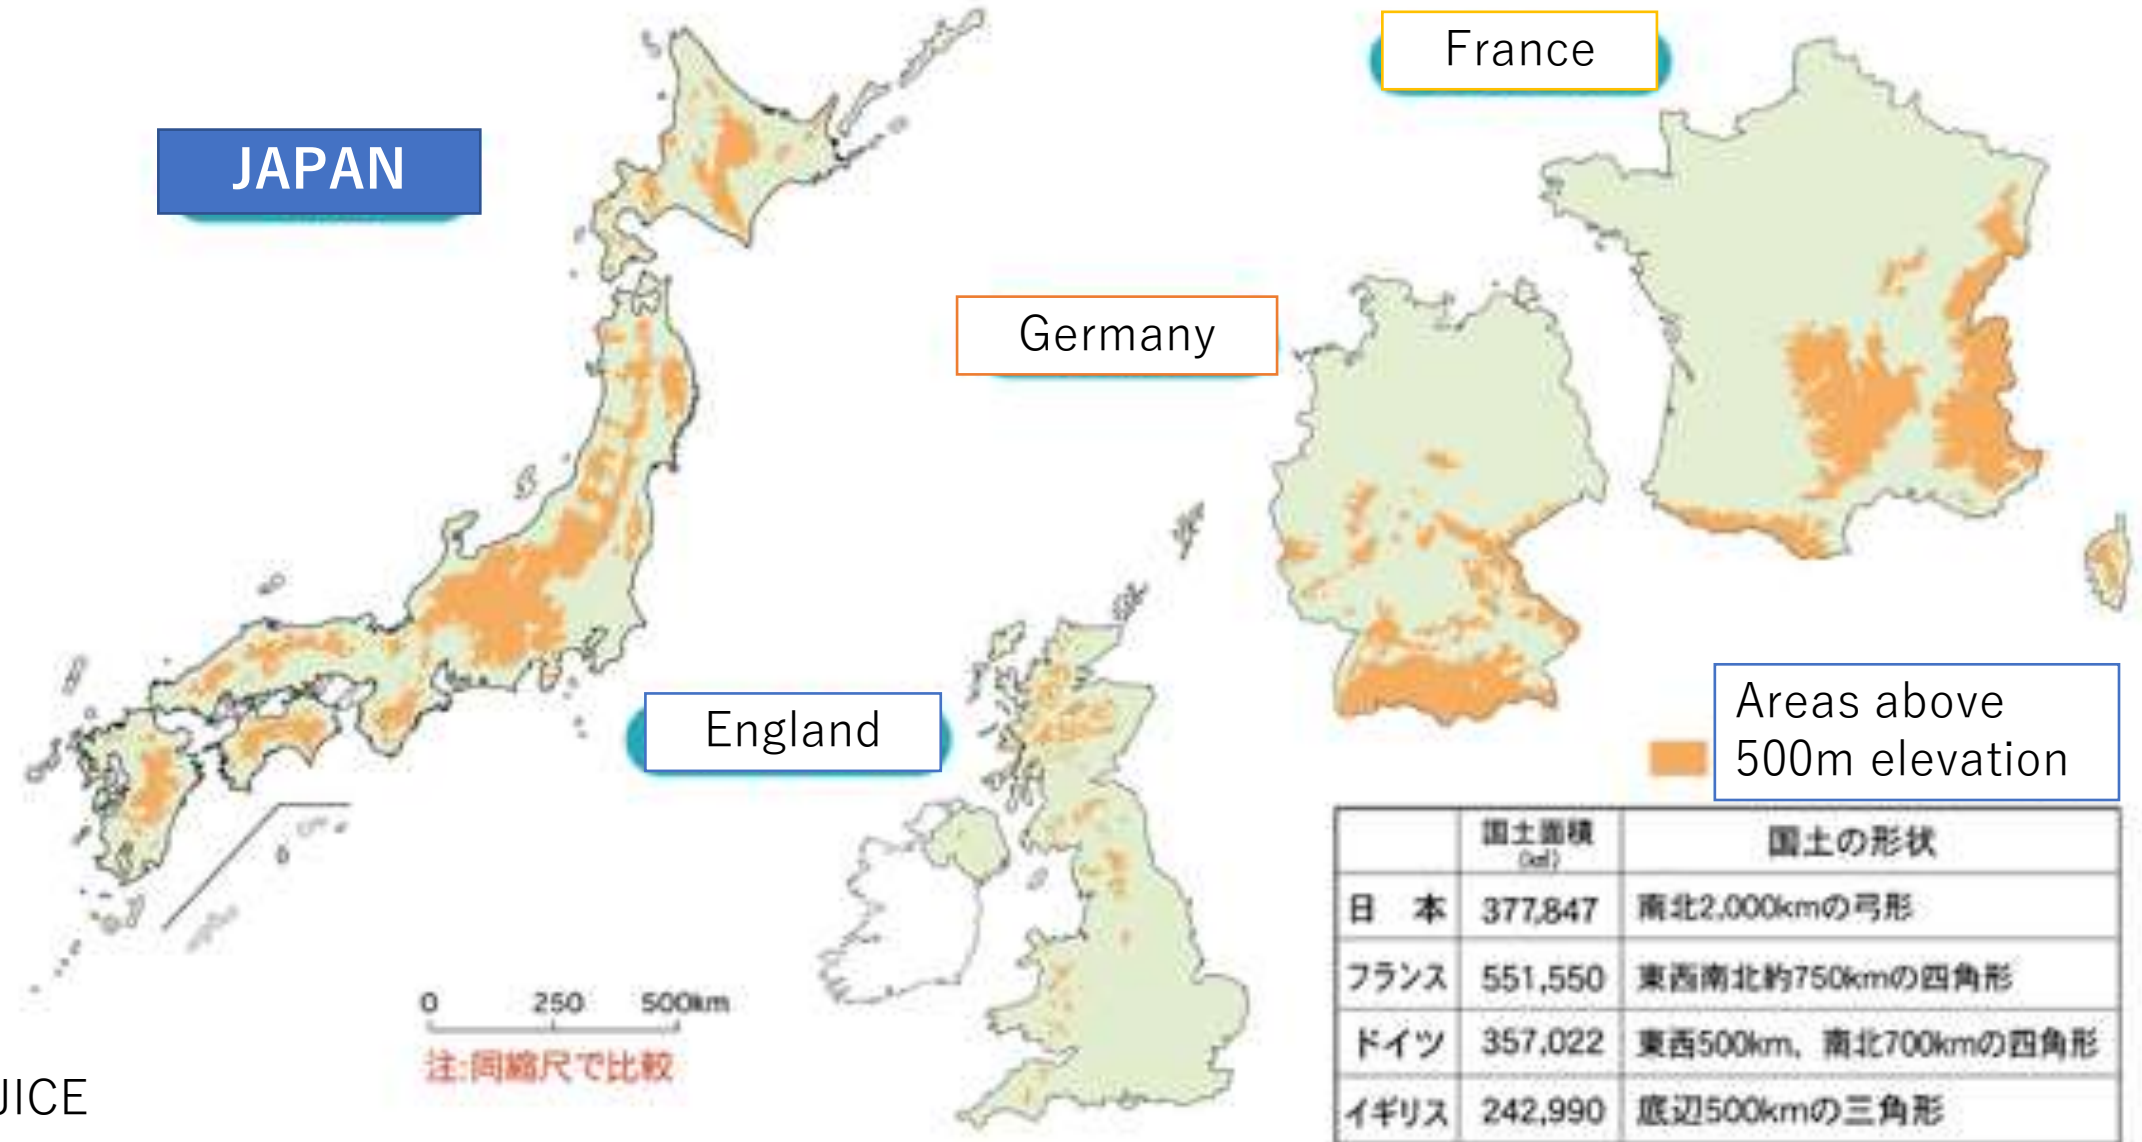 JAPAN
France
Germany
England
Areas above
500m elevation
0 250 500km
注:同縮尺で比較
JICE
国土面積 国土の形状
(㎢)
日 本 377,847 南北2,000kmの弓形
フランス 551,550 東西南北約750kmの四角形
ドイツ 357,022 東西500km、南北700kmの四角形
イギリス 242,990 底辺500kmの三角形